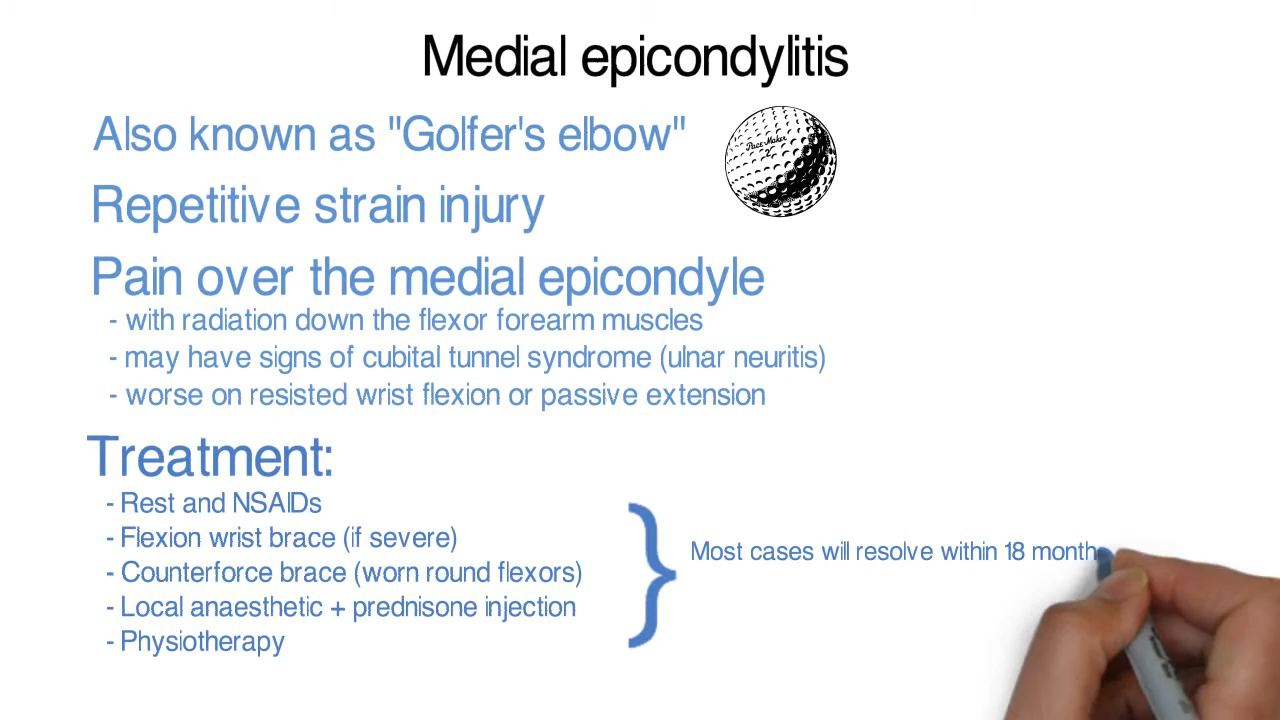 Medial epicondylitis
Also known as "Golfer's elbow"
Pace Maker
2
Repetitive strain injury
Pain over the medial epicondyle
- with radiation down the flexor forearm muscles
- may have signs of cubital tunnel syndrome (ulnar neuritis)
- worse on resisted wrist flexion or passive extension
Treatment:
- Rest and NSAIDs
- Flexion wrist brace (if severe)
- Counterforce brace (worn round flexors)
- Local anaesthetic + prednisone injection
- Physiotherapy
Most cases will resolve within 18 month